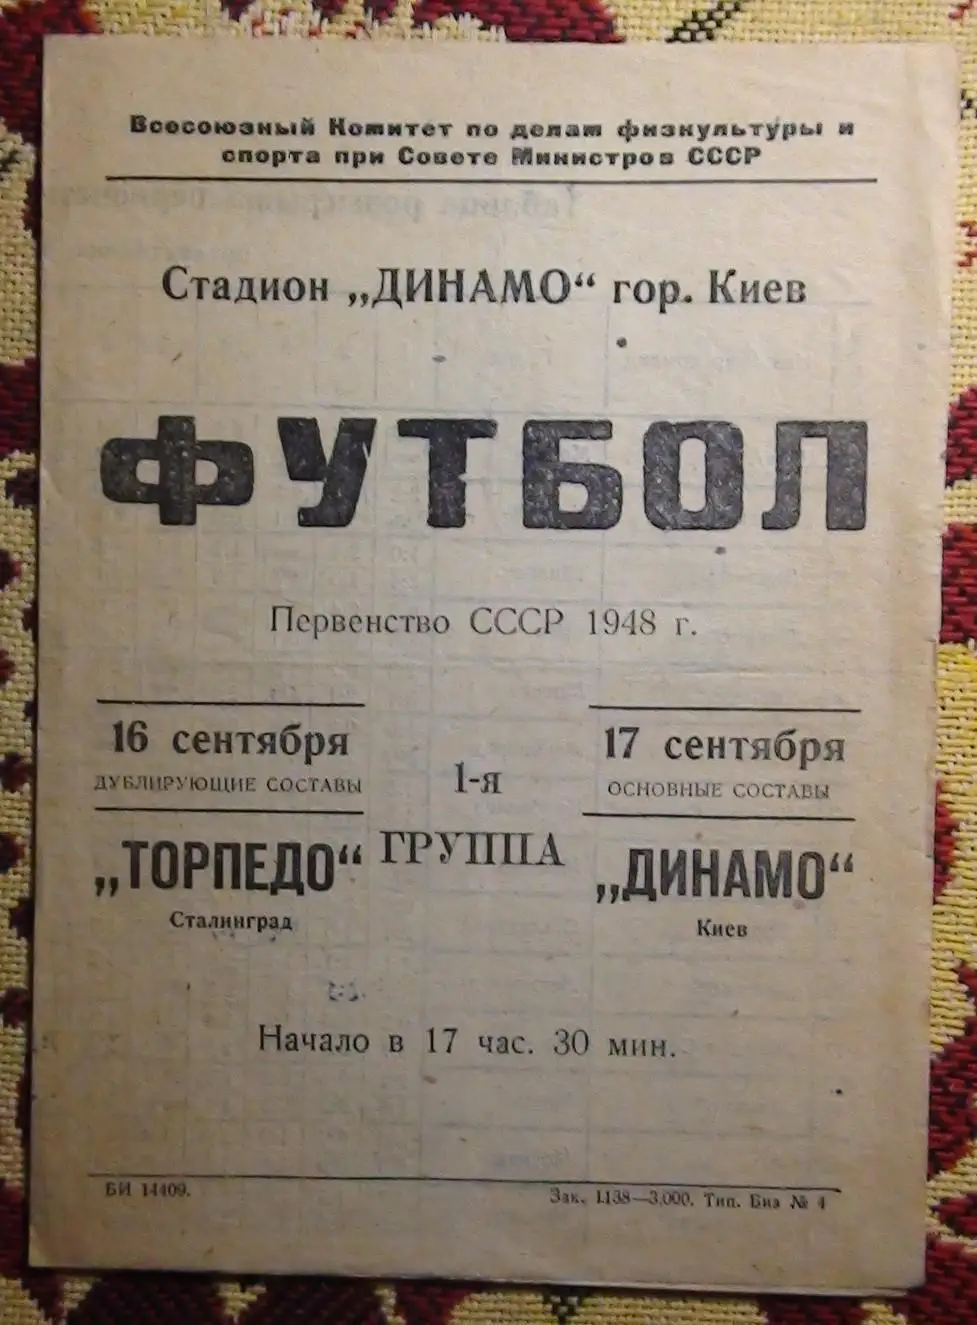 Всесоюзный Комитет по делам физкультуры и
спорта при Совете Министров СССР
Стадион „ДИНАМО“ гор. Киев
ФУТБОЛ
Первенство СССР 1948 г.
16 сентября
ДУБЛИРУЮЩИЕ СОСТАВЫ
17 сентября
ОСНОВНЫЕ СОСТАВЫ
1-я
ГРУППА
„ТОРПЕДО“
Сталинград
„ДИНАМО“
Киев
Начало в 17 час. 30 мин.
БИ 14409.
Зак. 1138—3.000. Тип. Биз № 4